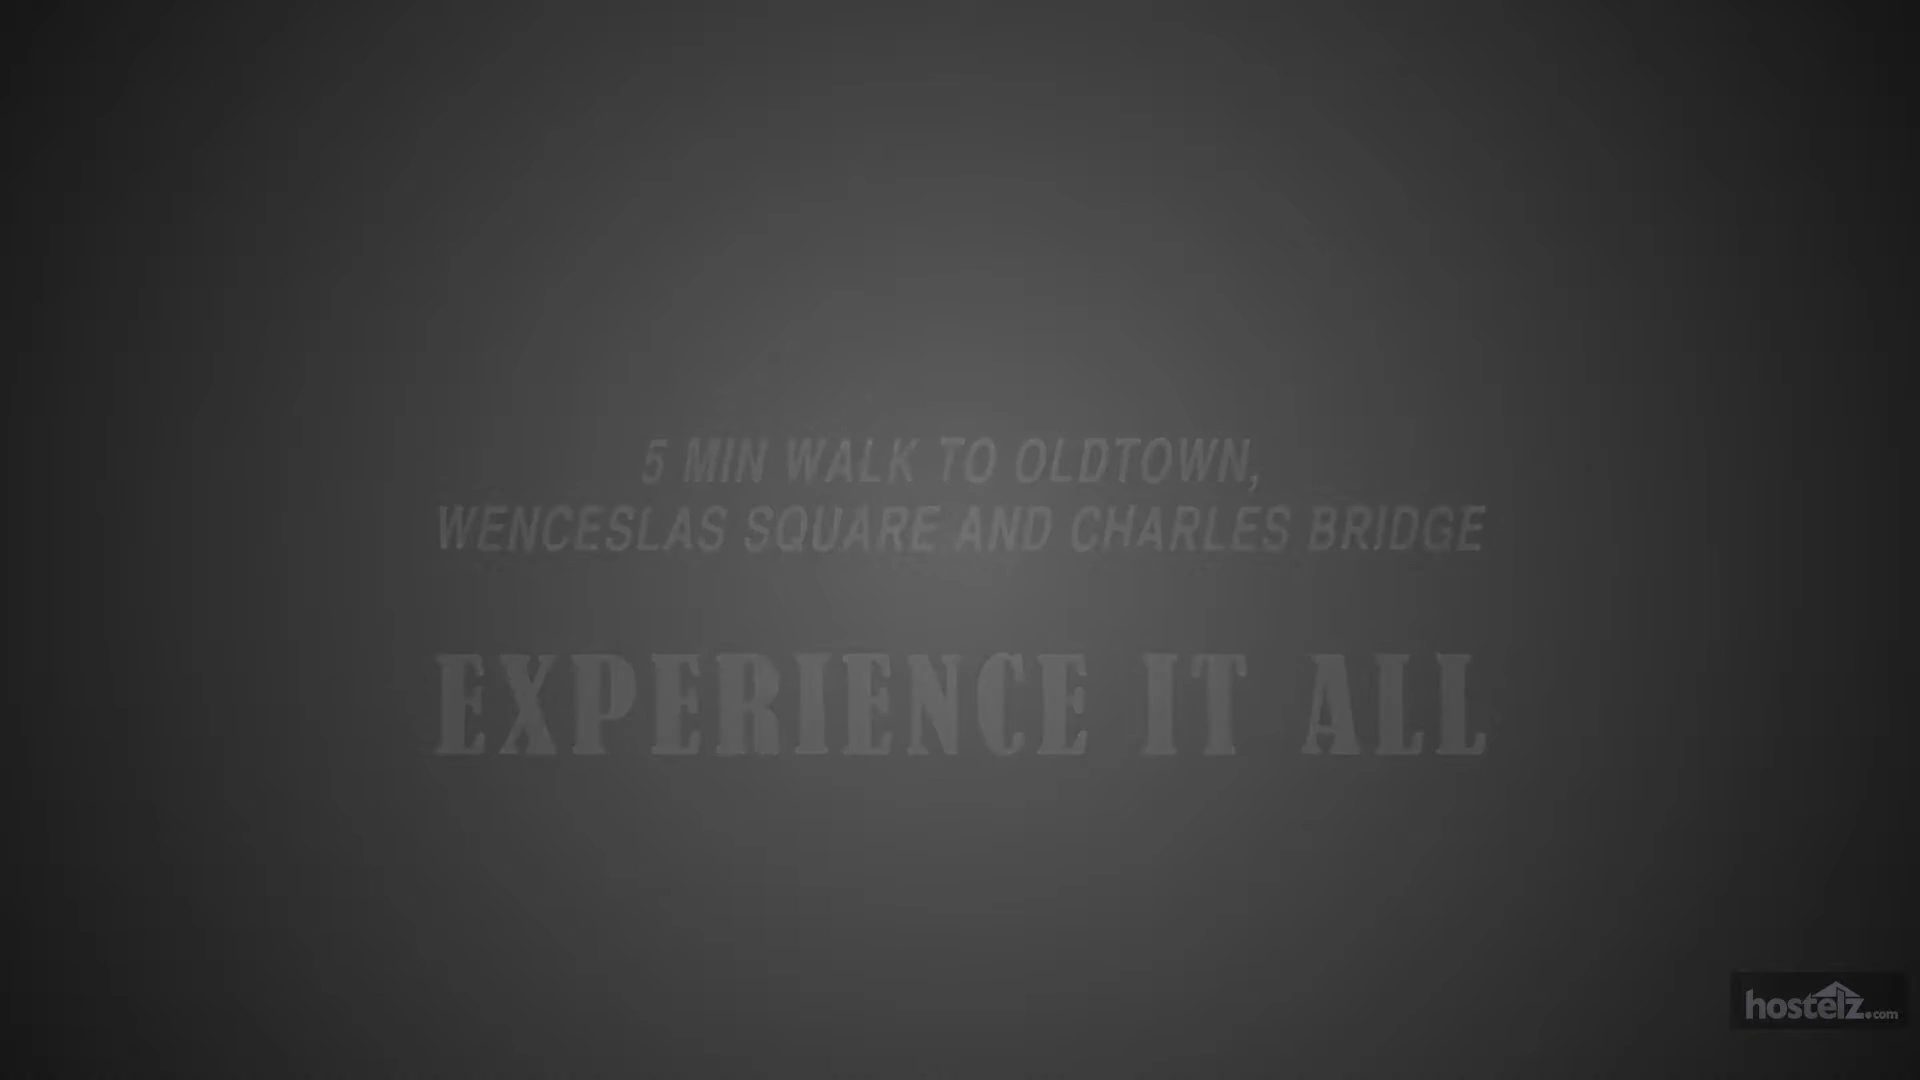 5 MIN WALK TO OLDTOWN,
WENCESLAS SQUARE AND CHARLES BRIDGE
EXPERIENCE IT ALL
hostelz.com